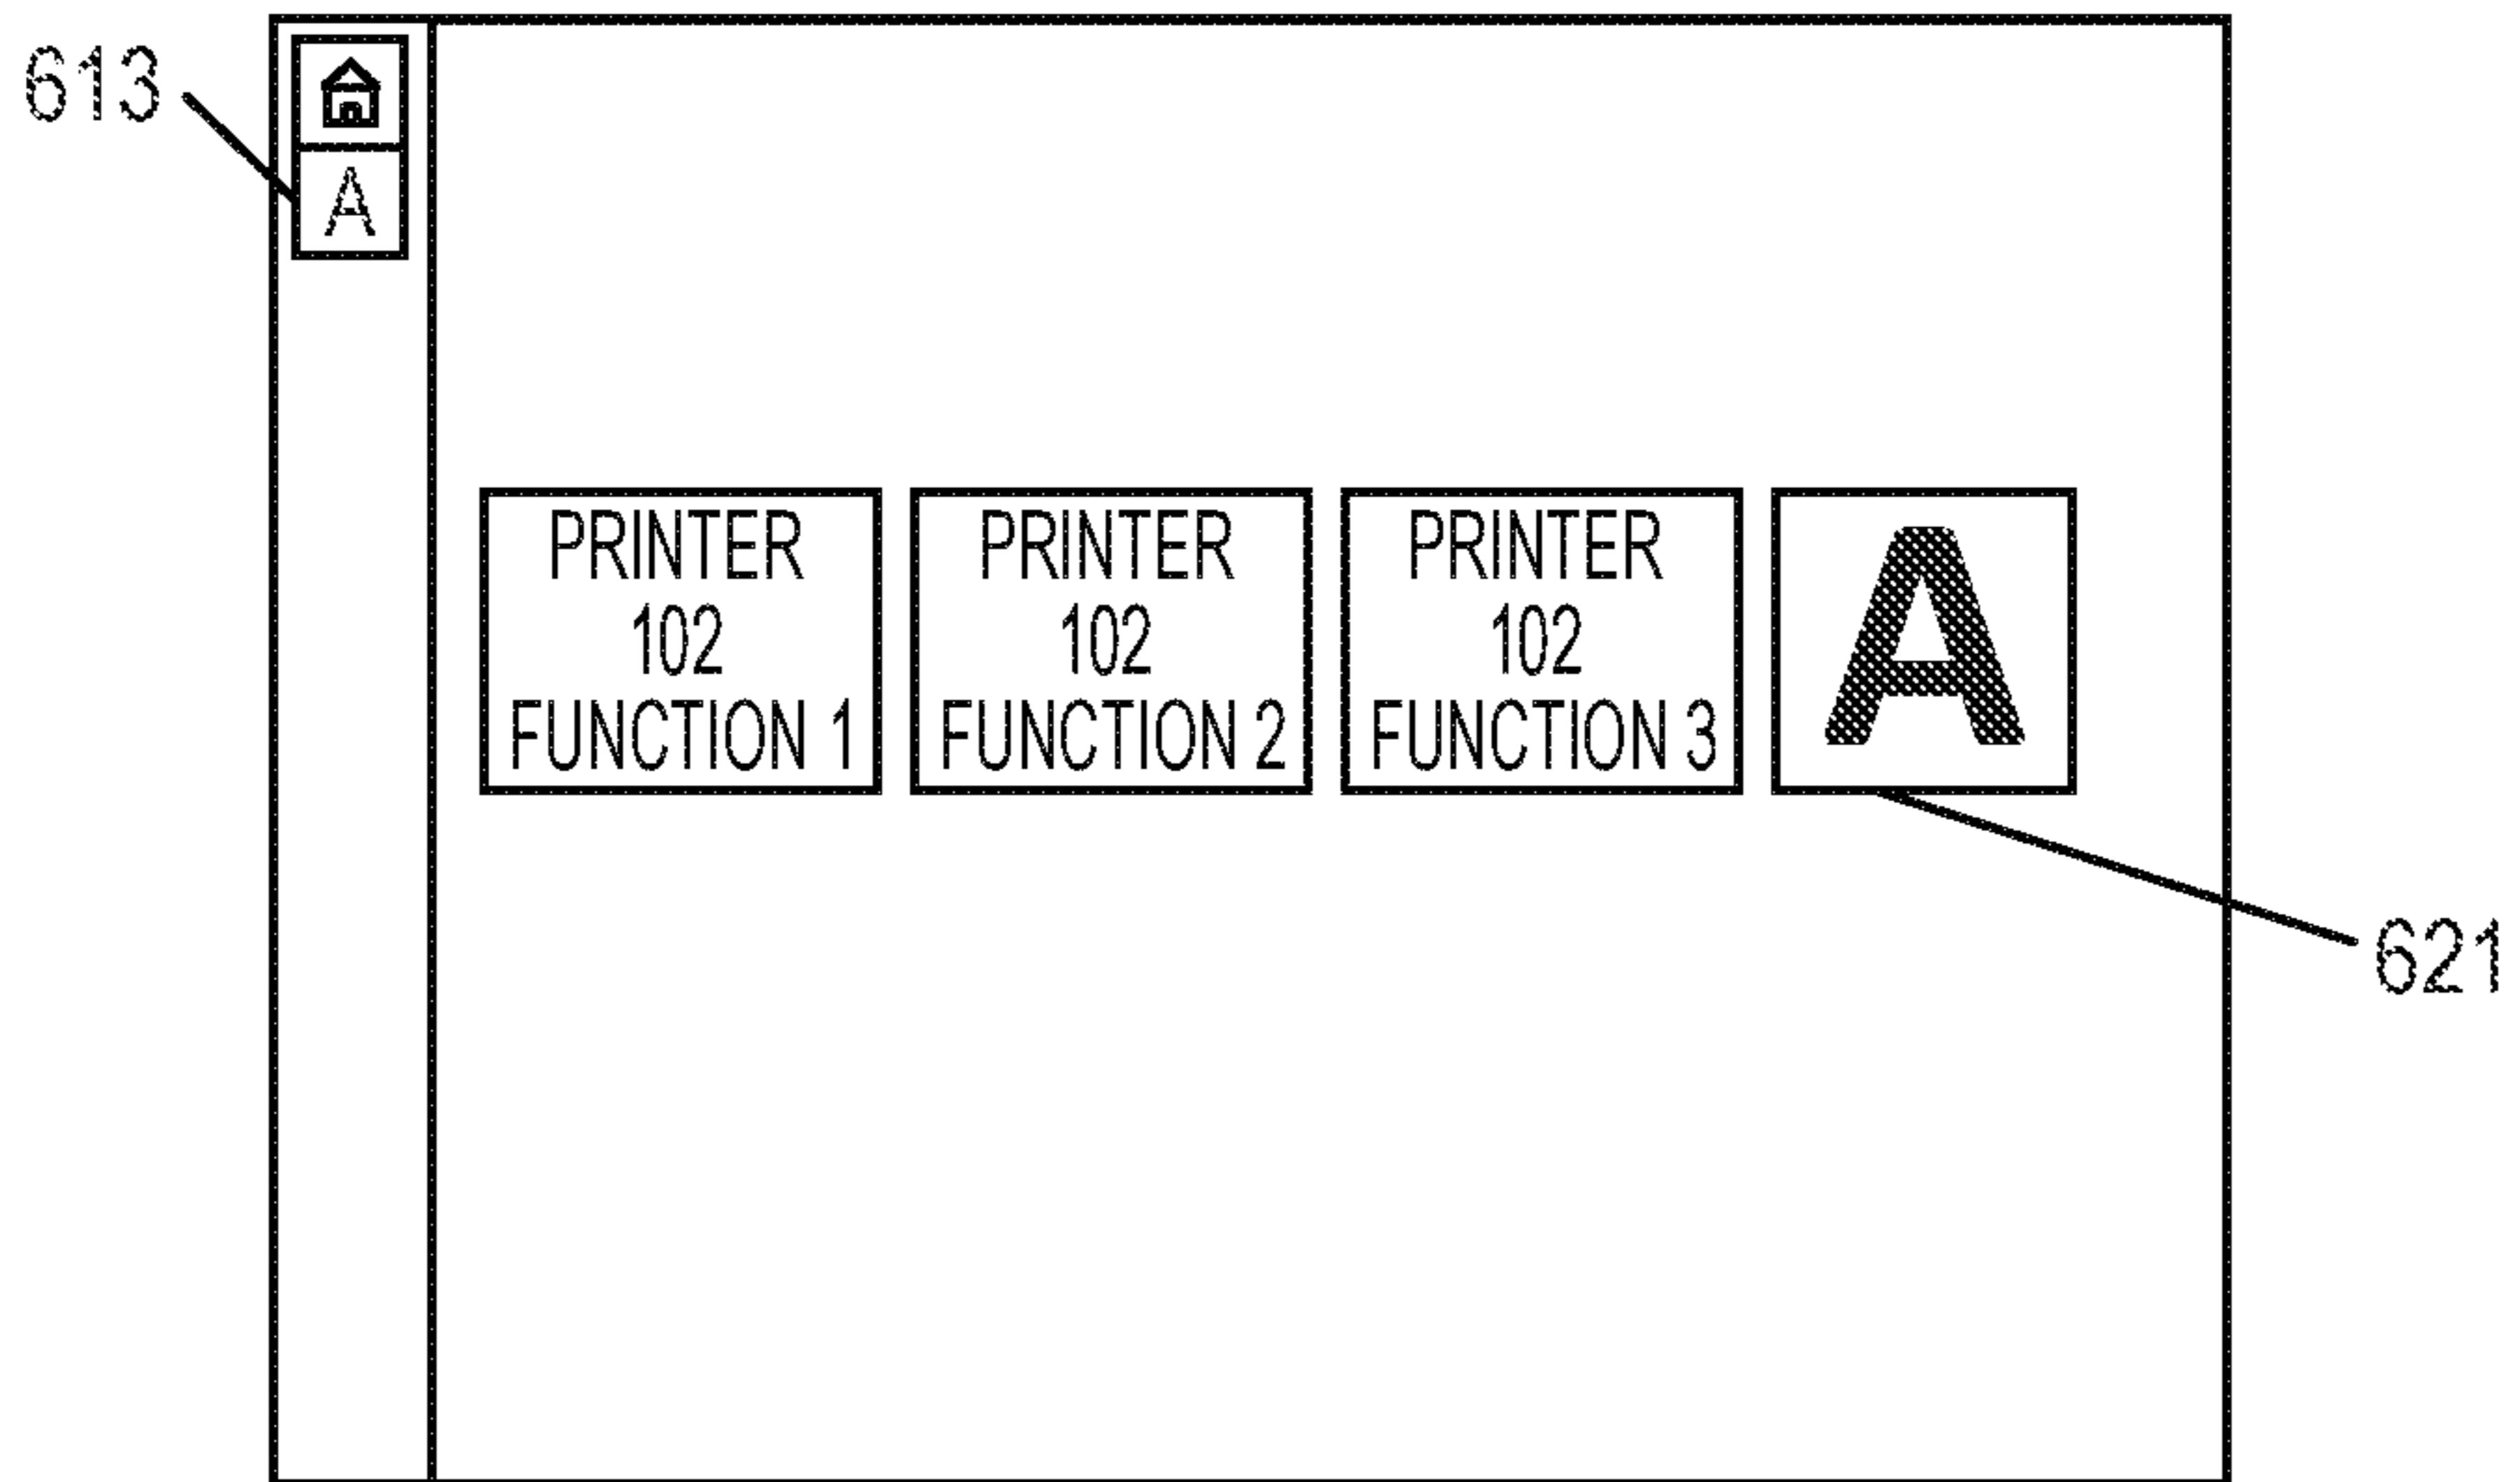 613
A
PRINTER
102
FUNCTION 1
PRINTER
102
FUNCTION 2
PRINTER
102
FUNCTION 3
A
621